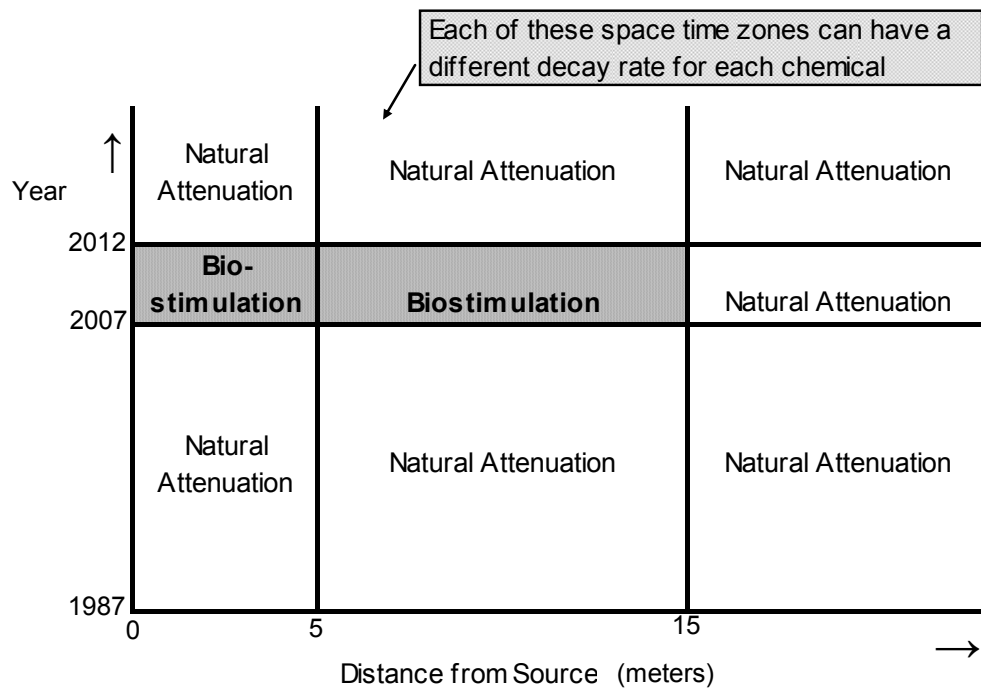 Each of these space time zones can have a
different decay rate for each chemical
↑
Year
Natural
Attenuation
Natural Attenuation
Natural Attenuation
2012
Bio-
stimulation
Biostimulation
Natural Attenuation
2007
Natural
Attenuation
Natural Attenuation
Natural Attenuation
1987
0
5
15
→
Distance from Source (meters)